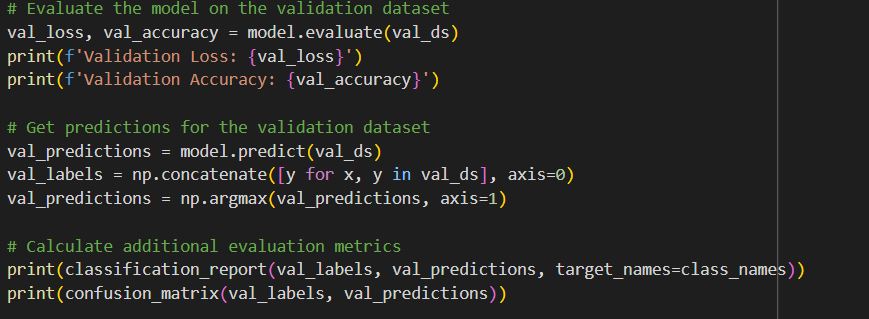 # Evaluate the model on the validation dataset
val_loss, val_accuracy = model.evaluate(val_ds)
print(f'Validation Loss: {val_loss}')
print(f'Validation Accuracy: {val_accuracy}')
# Get predictions for the validation dataset
val_predictions = model.predict(val_ds)
val_labels = np.concatenate([y for x, y in val_ds], axis=0)
val_predictions = np.argmax(val_predictions, axis=1)
# Calculate additional evaluation metrics
print(classification_report(val_labels, val_predictions, target_names=class_names))
print(confusion_matrix(val_labels, val_predictions))